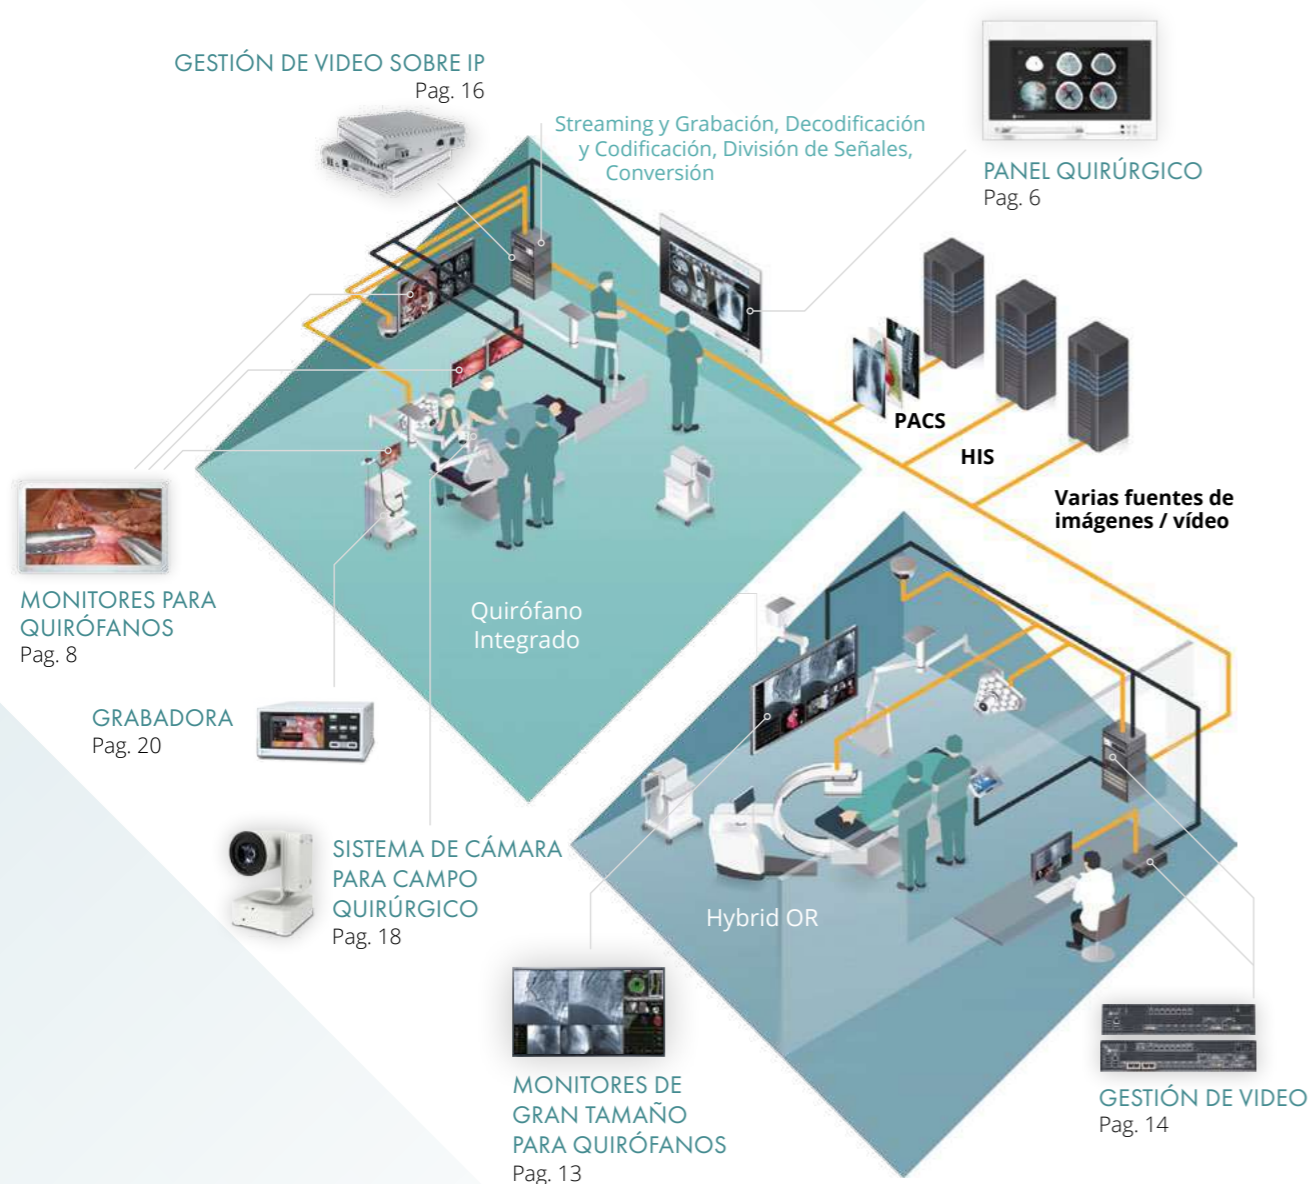 GESTIÓN DE VIDEO SOBRE IP
Pag. 16
Streaming y Grabación, Decodificación
y Codificación, División de Señales,
Conversión
PANEL QUIRÚRGICO
Pag. 6
PACS
HIS
Varias fuentes de
imágenes / vídeo
MONITORES PARA
QUIRÓFANOS
Pag. 8
Quirófano
Integrado
GRABADORA
Pag. 20
SISTEMA DE CÁMARA
PARA CAMPO
QUIRÚRGICO
Pag. 18
Hybrid OR
MONITORES DE
GRAN TAMAÑO
PARA QUIRÓFANOS
Pag. 13
GESTIÓN DE VIDEO
Pag. 14